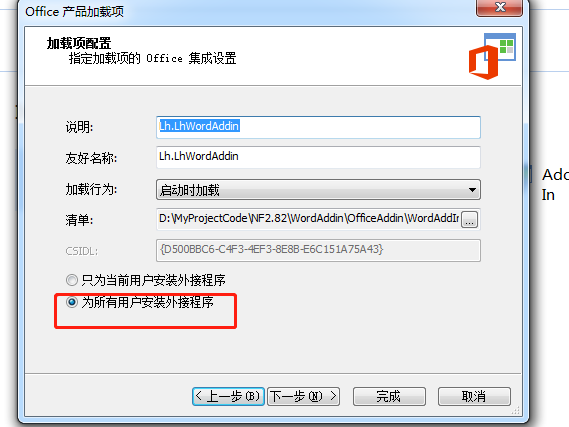 Office 产品加载项
加载项配置
指定加载项的 Office 集成设置
说明:
Lh.LhWordAddin
友好名称:
Lh.LhWordAddin
加载行为:
启动时加载
清单:
D:\MyProjectCode\NF2.82\WordAddin\OfficeAddin\WordAddIn
...
CSIDL:
{D500BBC6-C4F3-4EF3-8E8B-E6C151A75A43}
只为当前用户安装外接程序
为所有用户安装外接程序
< 上一步(B)
下一步(N) >
完成
取消
Add
In